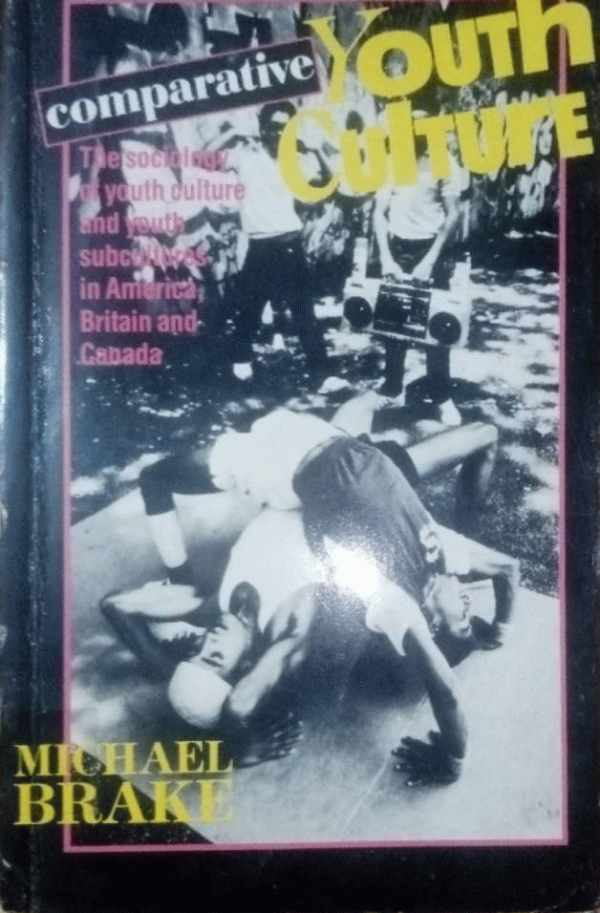 comparative
YOUTH
CULTURE
The sociology
of youth culture
and youth
subcultures
in America,
Britain and
Canada
MICHAEL
BRAKE